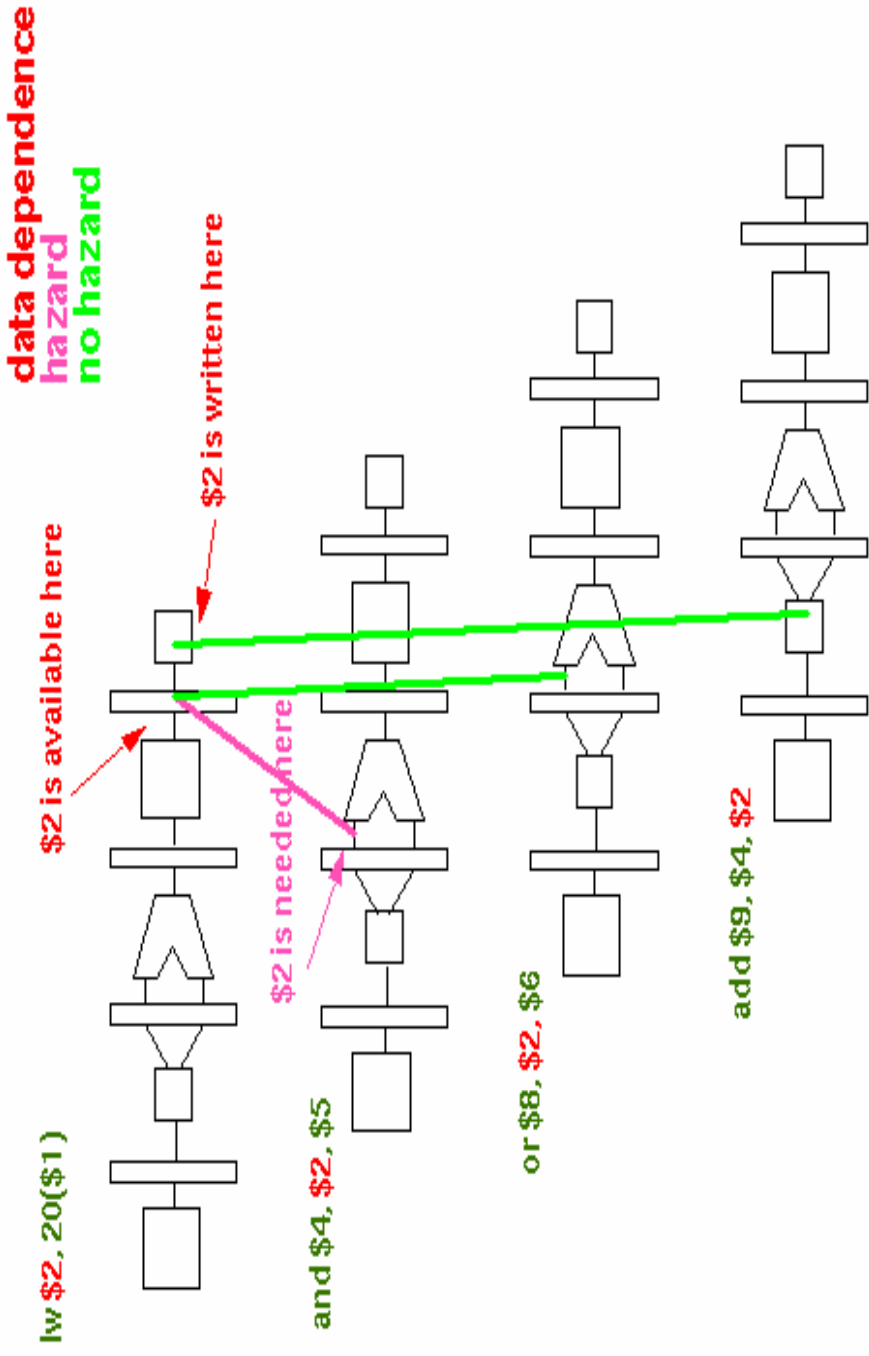 data dependence
hazard
no hazard
$2 is available here
$2 is written here
lw $2, 20($1)
$2 is needed here
and $4, $2, $5
or $8, $2, $6
add $9, $4, $2